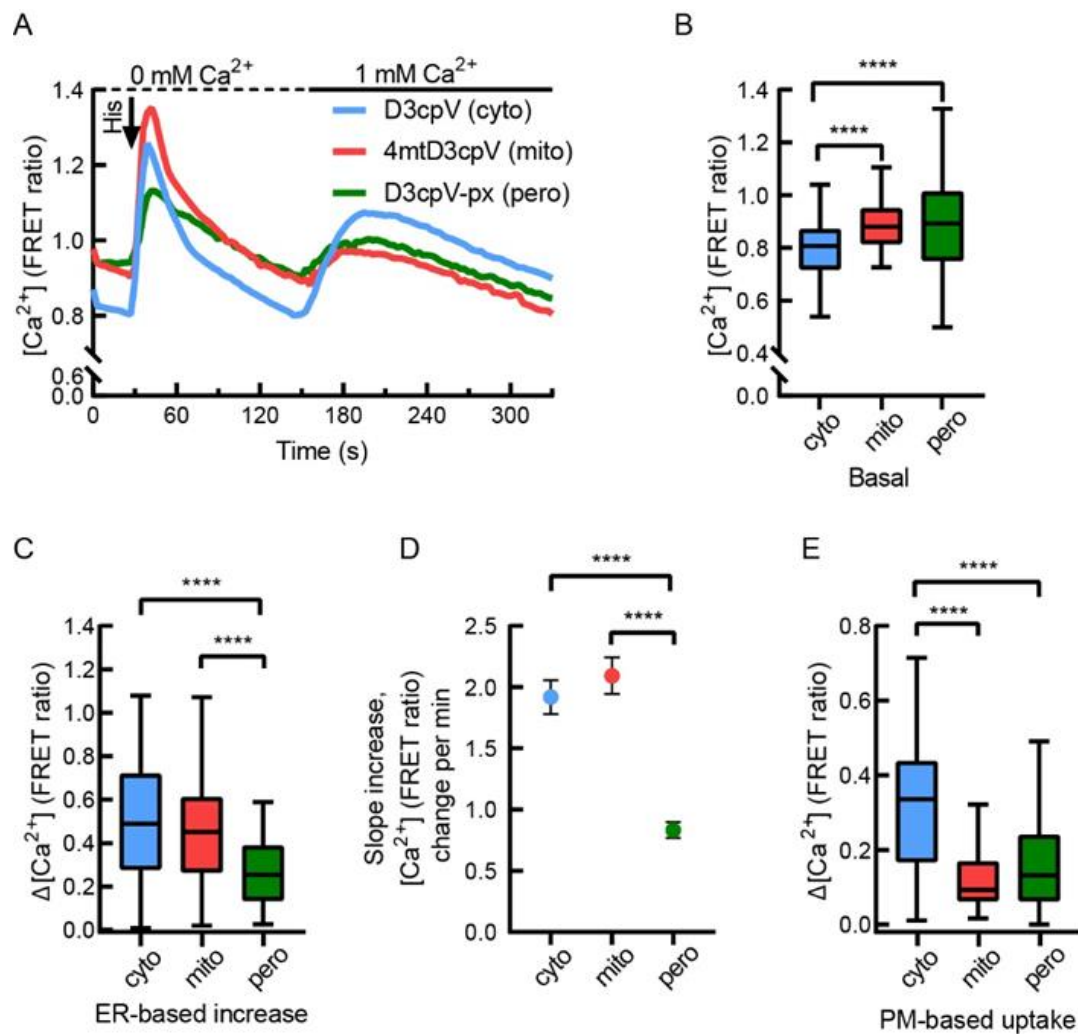 A
0 mM Ca²⁺
1 mM Ca²⁺
His
D3cpV (cyto)
4mtD3cpV (mito)
D3cpV-px (pero)
[Ca²⁺] (FRET ratio)
1.4
1.2
1.0
0.8
0.6
0.0
0 60 120 180 240 300
Time (s)
B
****
****
[Ca²⁺] (FRET ratio)
1.4
1.2
1.0
0.8
0.6
0.4
0.0
cyto mito pero
Basal
C
****
****
Δ[Ca²⁺] (FRET ratio)
1.4
1.2
1.0
0.8
0.6
0.4
0.2
0.0
cyto mito pero
ER-based increase
D
****
****
Slope increase,
[Ca²⁺] (FRET ratio)
change per min
2.5
2.0
1.5
1.0
0.5
0.0
cyto mito pero
E
****
****
Δ[Ca²⁺] (FRET ratio)
0.8
0.6
0.4
0.2
0.0
cyto mito pero
PM-based uptake